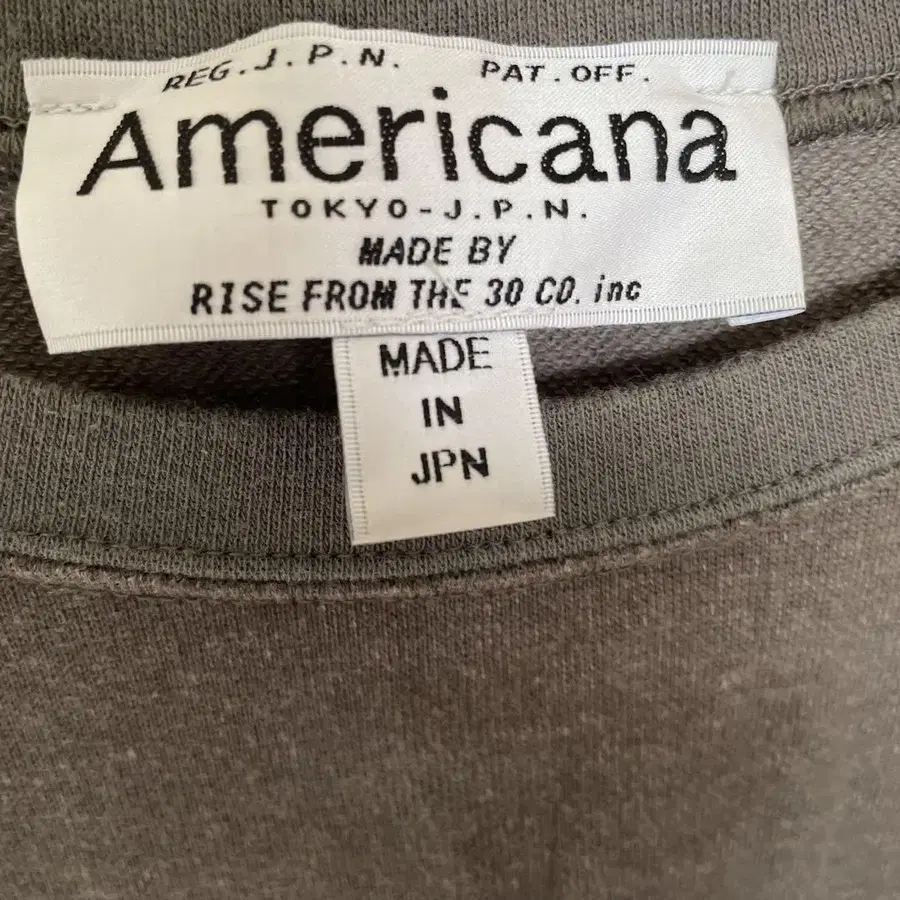 REG.J.P.N. PAT.OFF.
Americana
TOKYO-J.P.N.
MADE BY
RISE FROM THE 30 CO. inc
MADE
IN
JPN